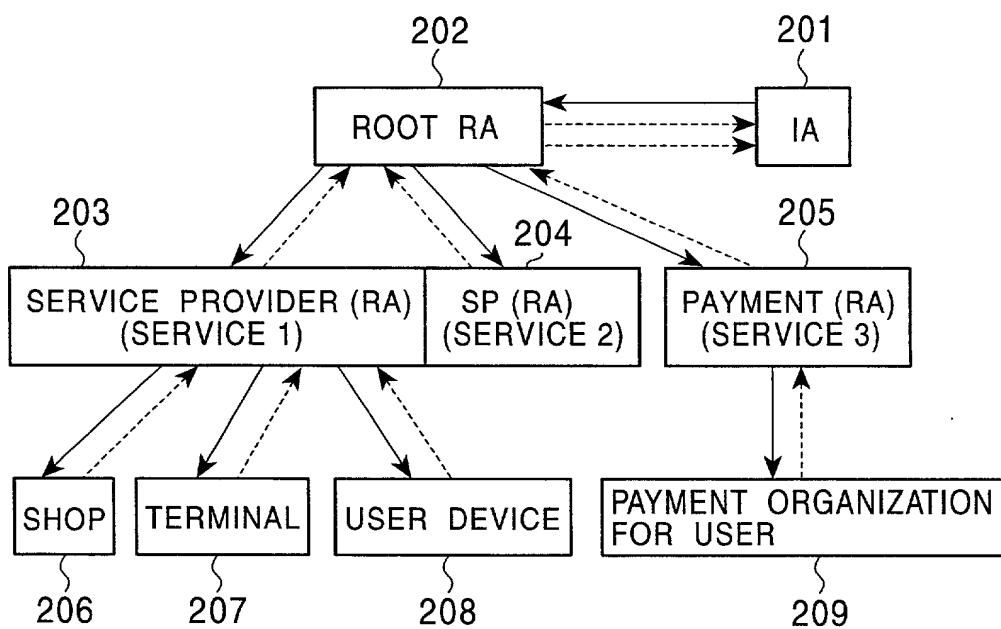 202
201
ROOT RA
IA
203
204
205
SERVICE PROVIDER (RA)
(SERVICE 1)
SP (RA)
(SERVICE 2)
PAYMENT (RA)
(SERVICE 3)
SHOP
TERMINAL
USER DEVICE
PAYMENT ORGANIZATION
FOR USER
206
207
208
209